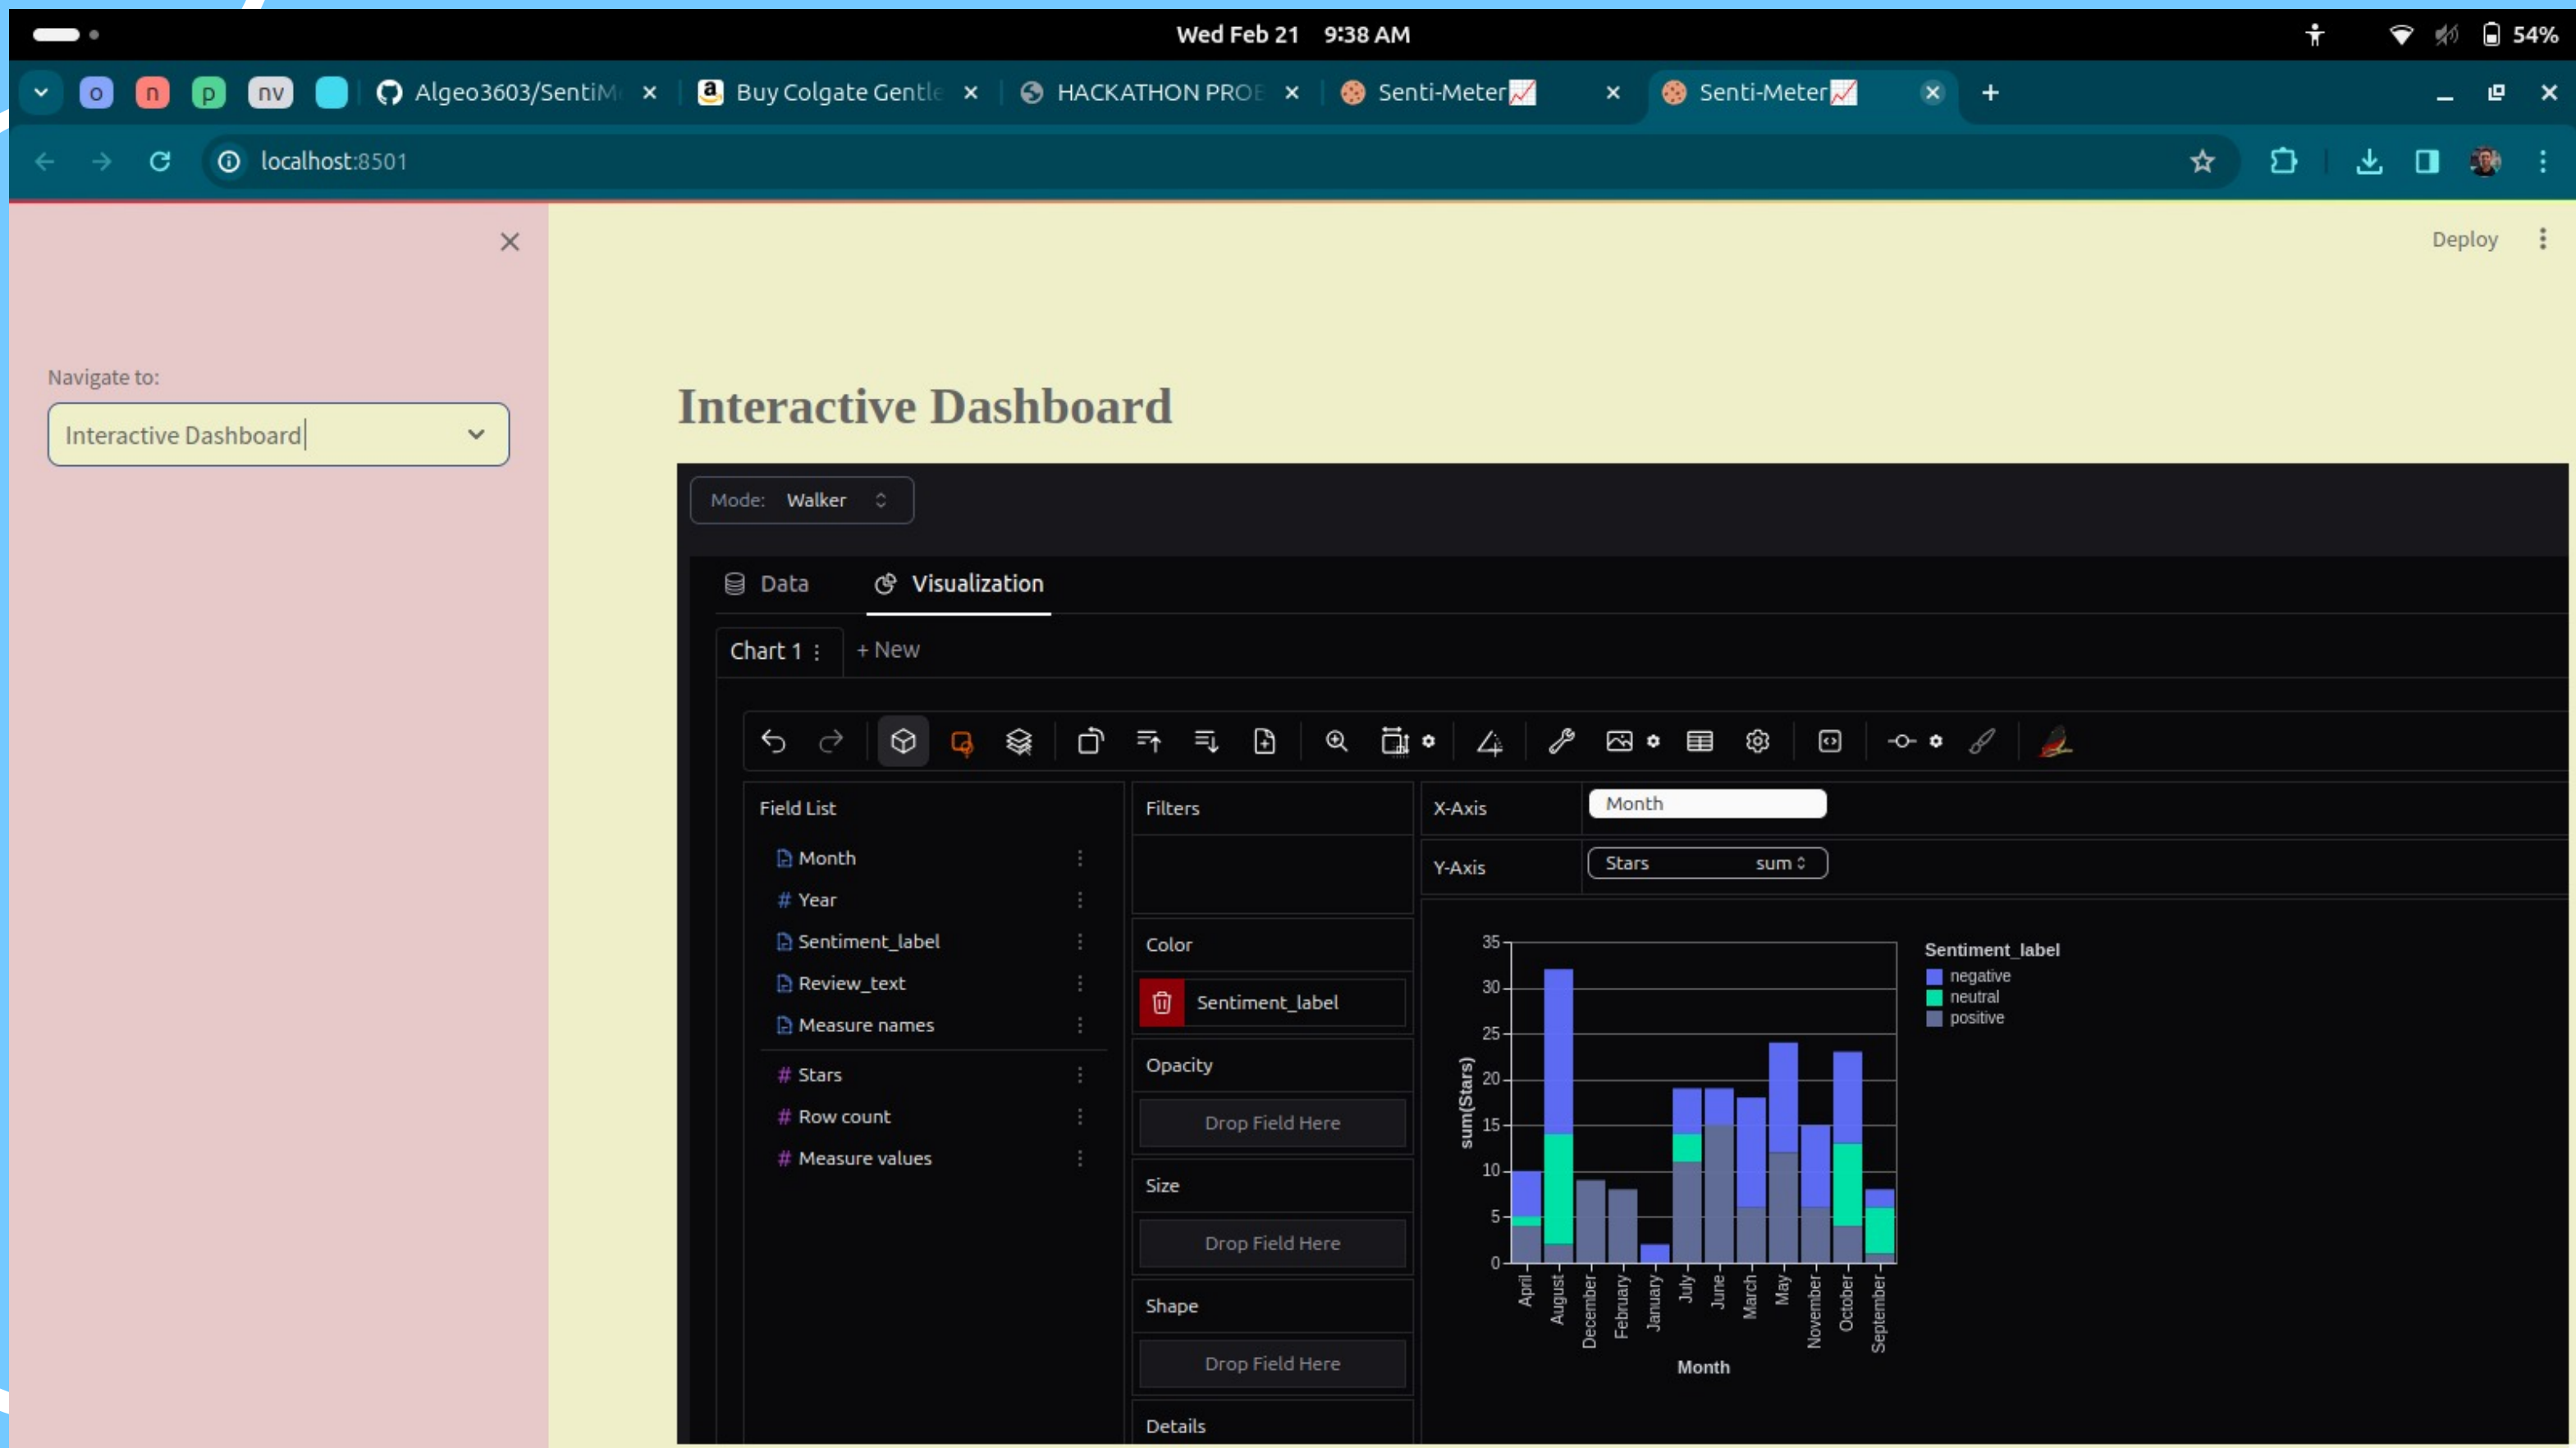 Wed Feb 21 9:38 AM
54%
o n p nv Algeo3603/SentiM Buy Colgate Gentle HACKATHON PROB Senti-Meter Senti-Meter
localhost:8501
Deploy
Navigate to:
Interactive Dashboard
Interactive Dashboard
Mode: Walker
Data Visualization
Chart 1 + New
Field List
Month
Year
Sentiment_label
Review_text
Measure names
Stars
Row count
Measure values
Filters
Color
Sentiment_label
Opacity
Drop Field Here
Size
Drop Field Here
Shape
Drop Field Here
Details
X-Axis Month
Y-Axis Stars sum
35
30
25
20
15
10
5
0
sum(Stars)
April
August
December
February
January
July
June
March
May
November
October
September
Month
Sentiment_label
negative
neutral
positive